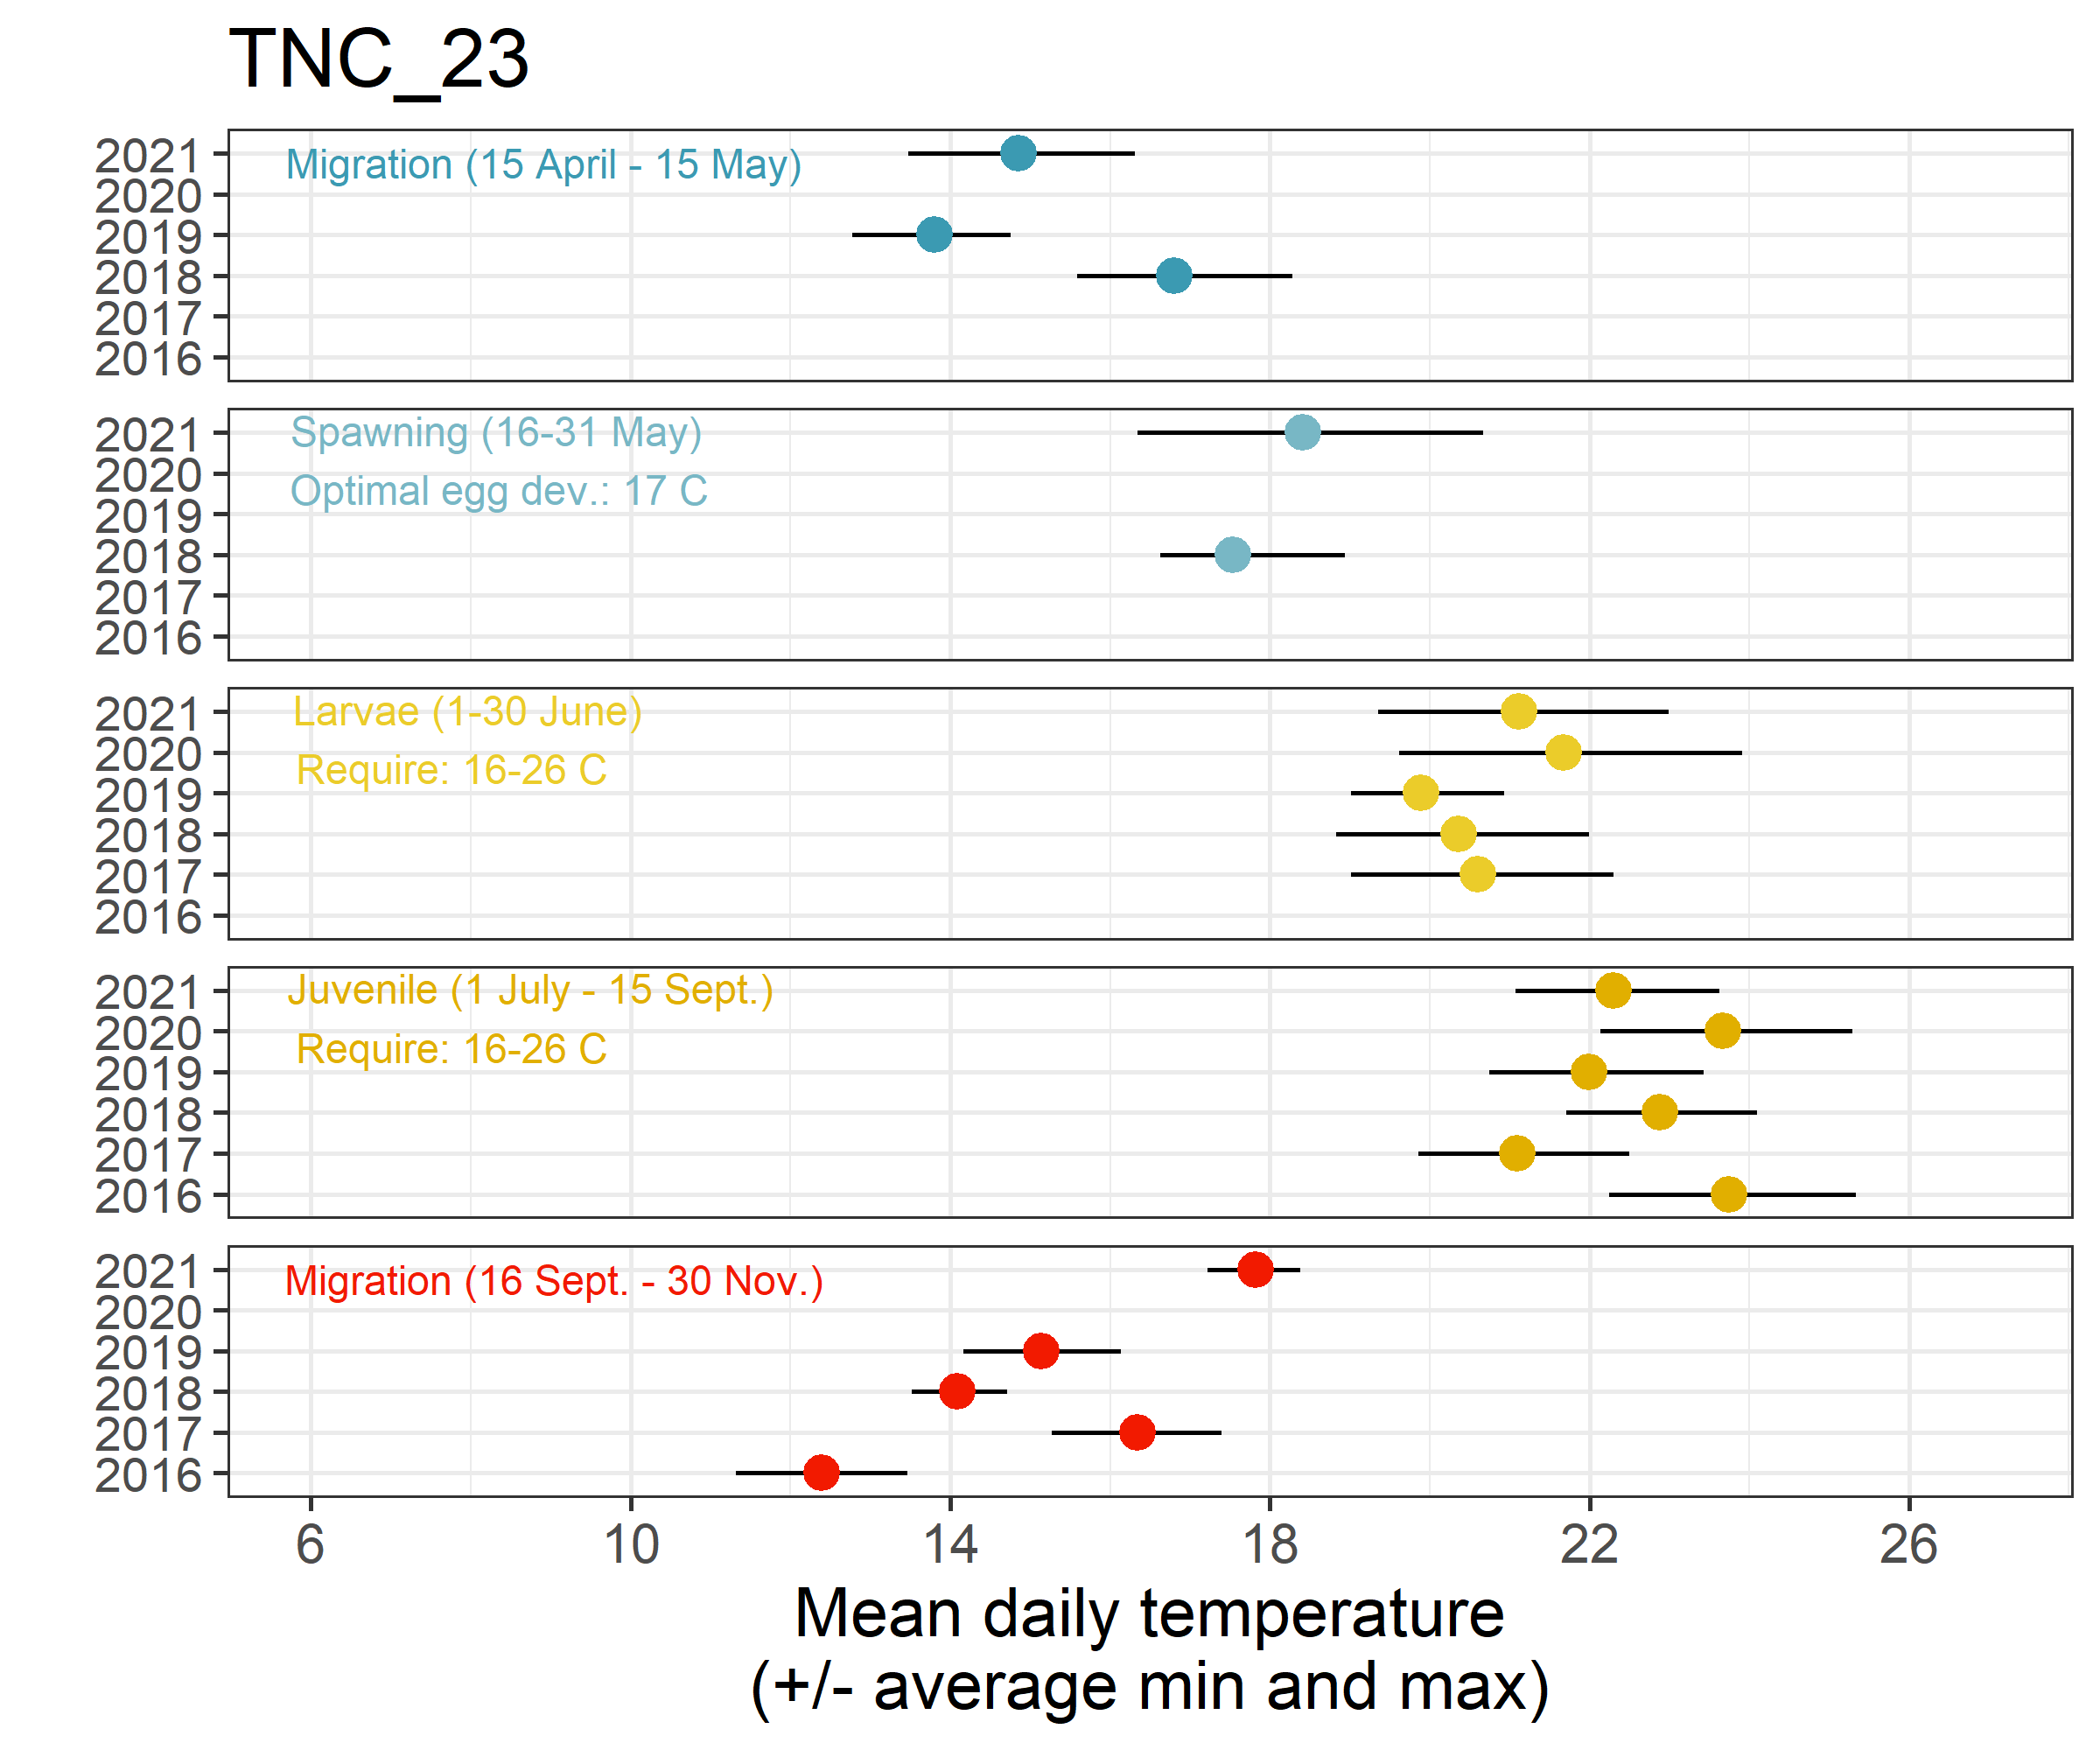 TNC_23
2021
Migration (15 April - 15 May)
2020
2019
2018
2017
2016
2021
Spawning (16-31 May)
2020
Optimal egg dev.: 17 C
2019
2018
2017
2016
2021
Larvae (1-30 June)
2020
Require: 16-26 C
2019
2018
2017
2016
2021
Juvenile (1 July - 15 Sept.)
2020
Require: 16-26 C
2019
2018
2017
2016
2021
Migration (16 Sept. - 30 Nov.)
2020
2019
2018
2017
2016
6 10 14 18 22 26
Mean daily temperature
(+/- average min and max)